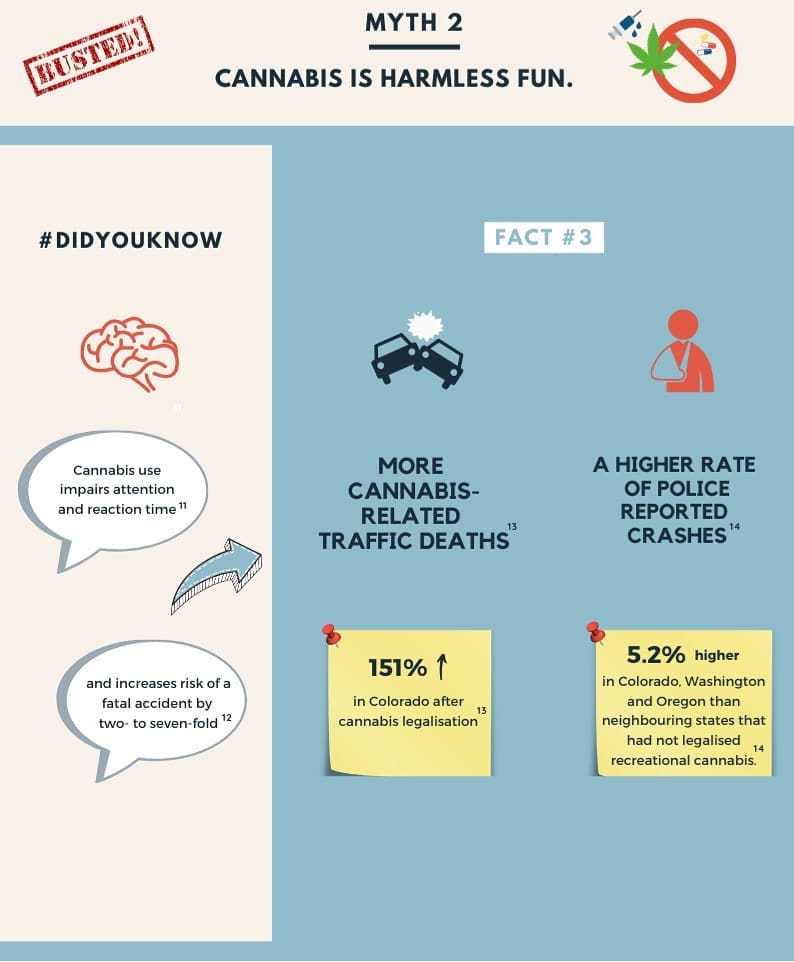 BUSTED!
MYTH 2
CANNABIS IS HARMLESS FUN.
#DIDYOUKNOW
11
Cannabis use
impairs attention
and reaction time 11
and increases risk of a
fatal accident by
two- to seven-fold 12
FACT #3
MORE
CANNABIS-
RELATED
TRAFFIC DEATHS 13
151%
in Colorado after
cannabis legalisation 13
A HIGHER RATE
OF POLICE
REPORTED
CRASHES 14
5.2% higher
in Colorado, Washington
and Oregon than
neighbouring states that
had not legalised
recreational cannabis. 14